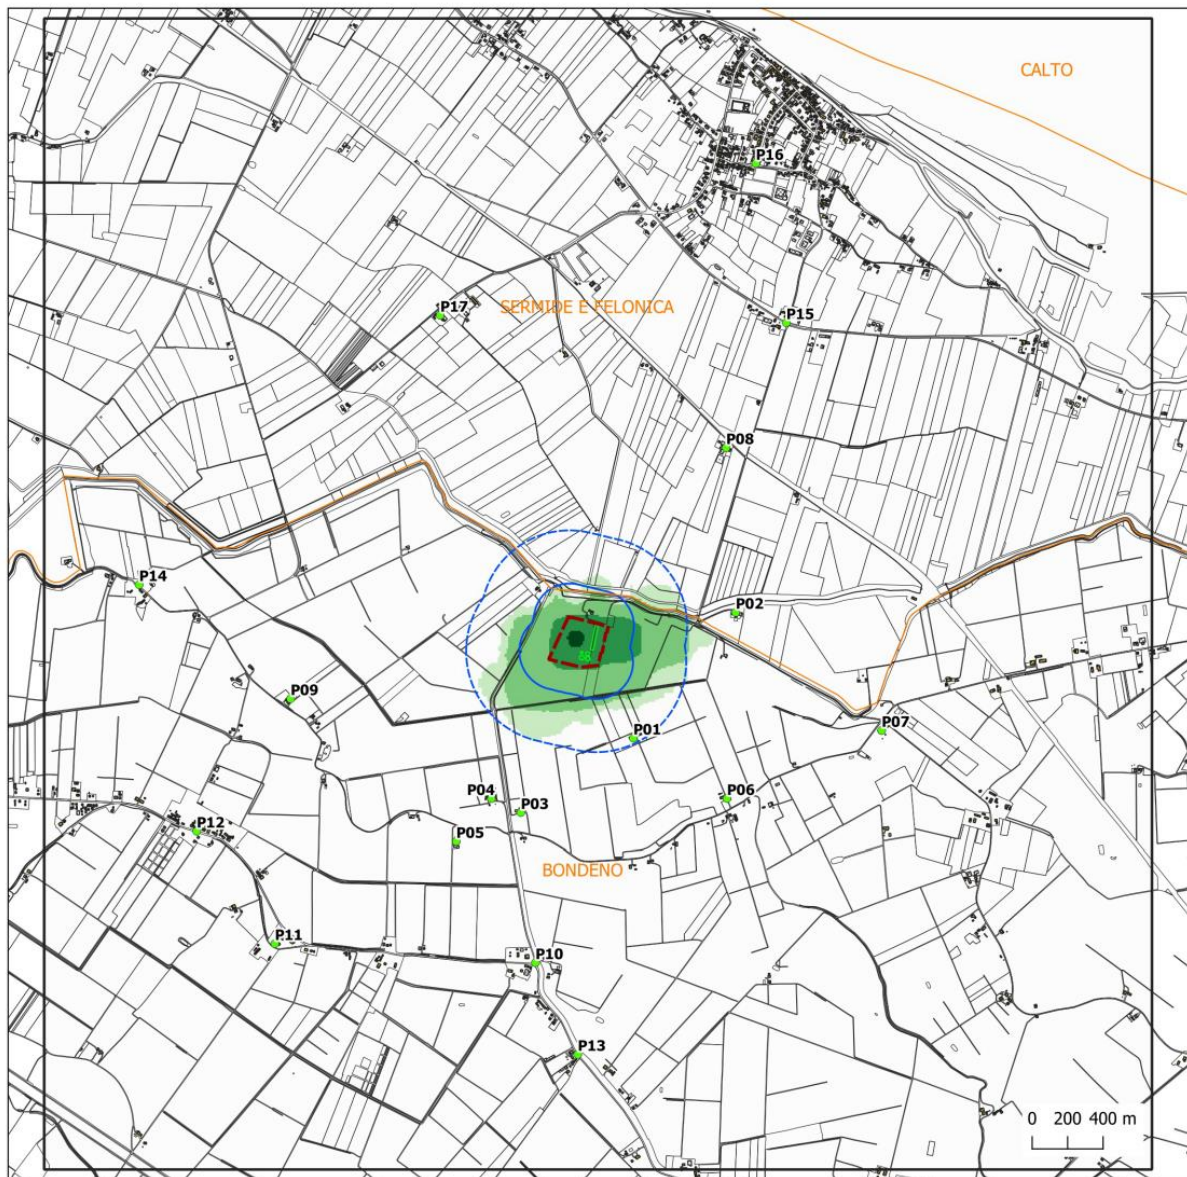 CALTO
P16
P17
SERMIDE E FELONICA
P15
P08
P14
P02
P09
P07
P01
P04
P03
P06
P12
P05
BONDENO
P11
P10
P13
0 200 400 m